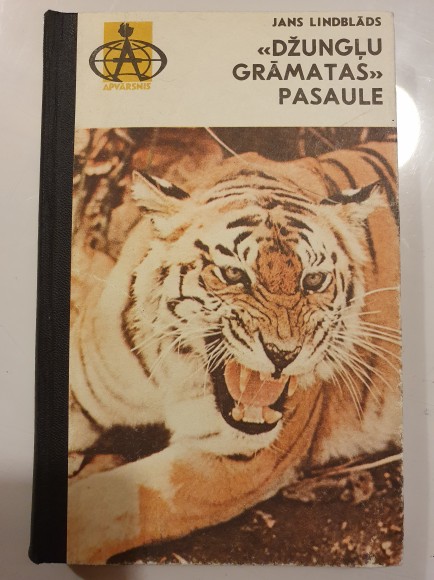 JANS LINDBLĀDS
«DŽUNGĻU
GRĀMATAS»
PASAULE
A
APVĀRSNIS